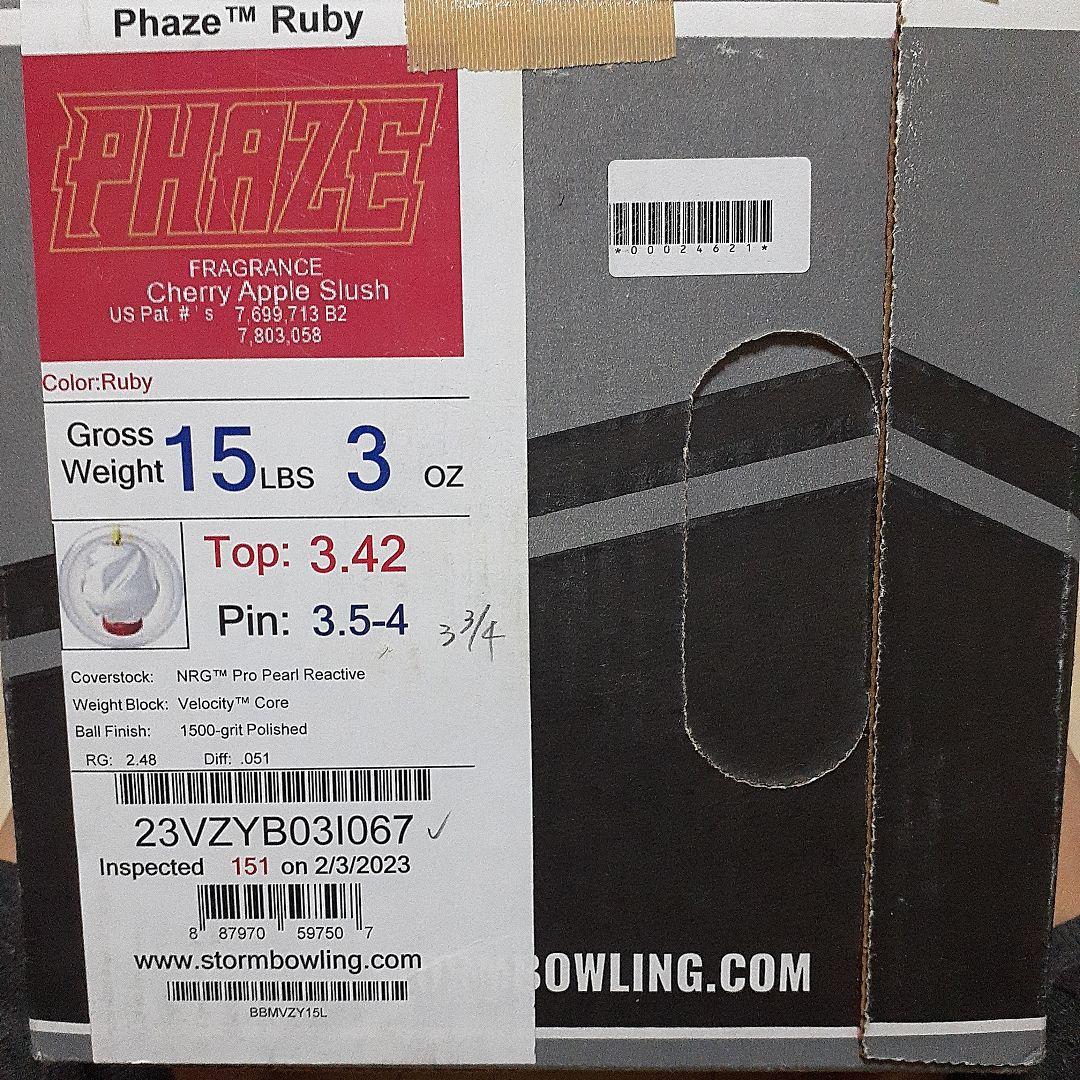 Phaze™ Ruby
PHAZE
FRAGRANCE
Cherry Apple Slush
US Pat. # ' s 7,699,713 B2
7,803,058
Color:Ruby
Gross Weight 15 LBS 3 OZ
Top: 3.42
Pin: 3.5-4 3 3/4
Coverstock: NRG™ Pro Pearl Reactive
Weight Block: Velocity™ Core
Ball Finish: 1500-grit Polished
RG: 2.48 Diff: .051
23VZYB03I067 ✓
Inspected 151 on 2/3/2023
8 87970 59750 7
www.stormbowling.com
BBMVZY15L
*00024621*
BOWLING.COM